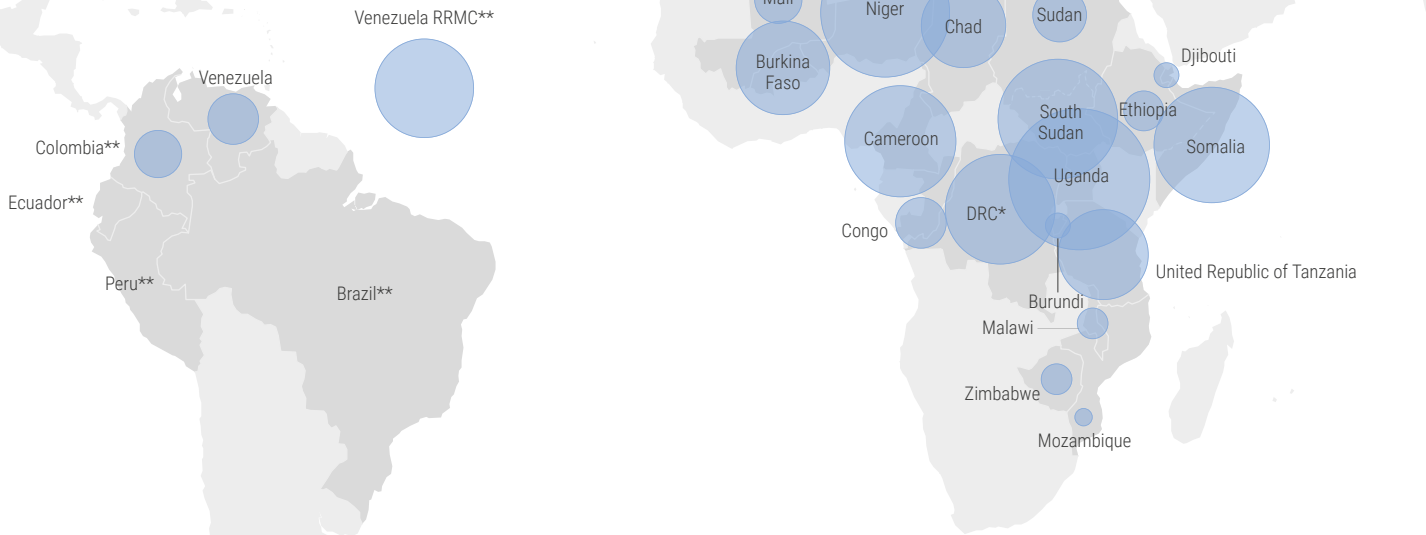 Venezuela RRMC**
Venezuela
Colombia**
Ecuador**
Peru**
Brazil**
Mali
Niger
Chad
Sudan
Burkina
Faso
Djibouti
South
Sudan
Ethiopia
Cameroon
Somalia
Uganda
DRC*
Congo
United Republic of Tanzania
Burundi
Malawi
Zimbabwe
Mozambique